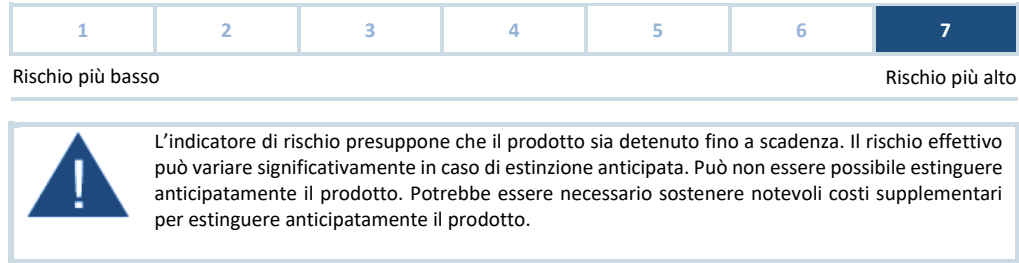 1 2 3 4 5 6 7
Rischio più basso Rischio più alto
L'indicatore di rischio presuppone che il prodotto sia detenuto fino a scadenza. Il rischio effettivo
può variare significativamente in caso di estinzione anticipata. Può non essere possibile estinguere
anticipatamente il prodotto. Potrebbe essere necessario sostenere notevoli costi supplementari
per estinguere anticipatamente il prodotto.